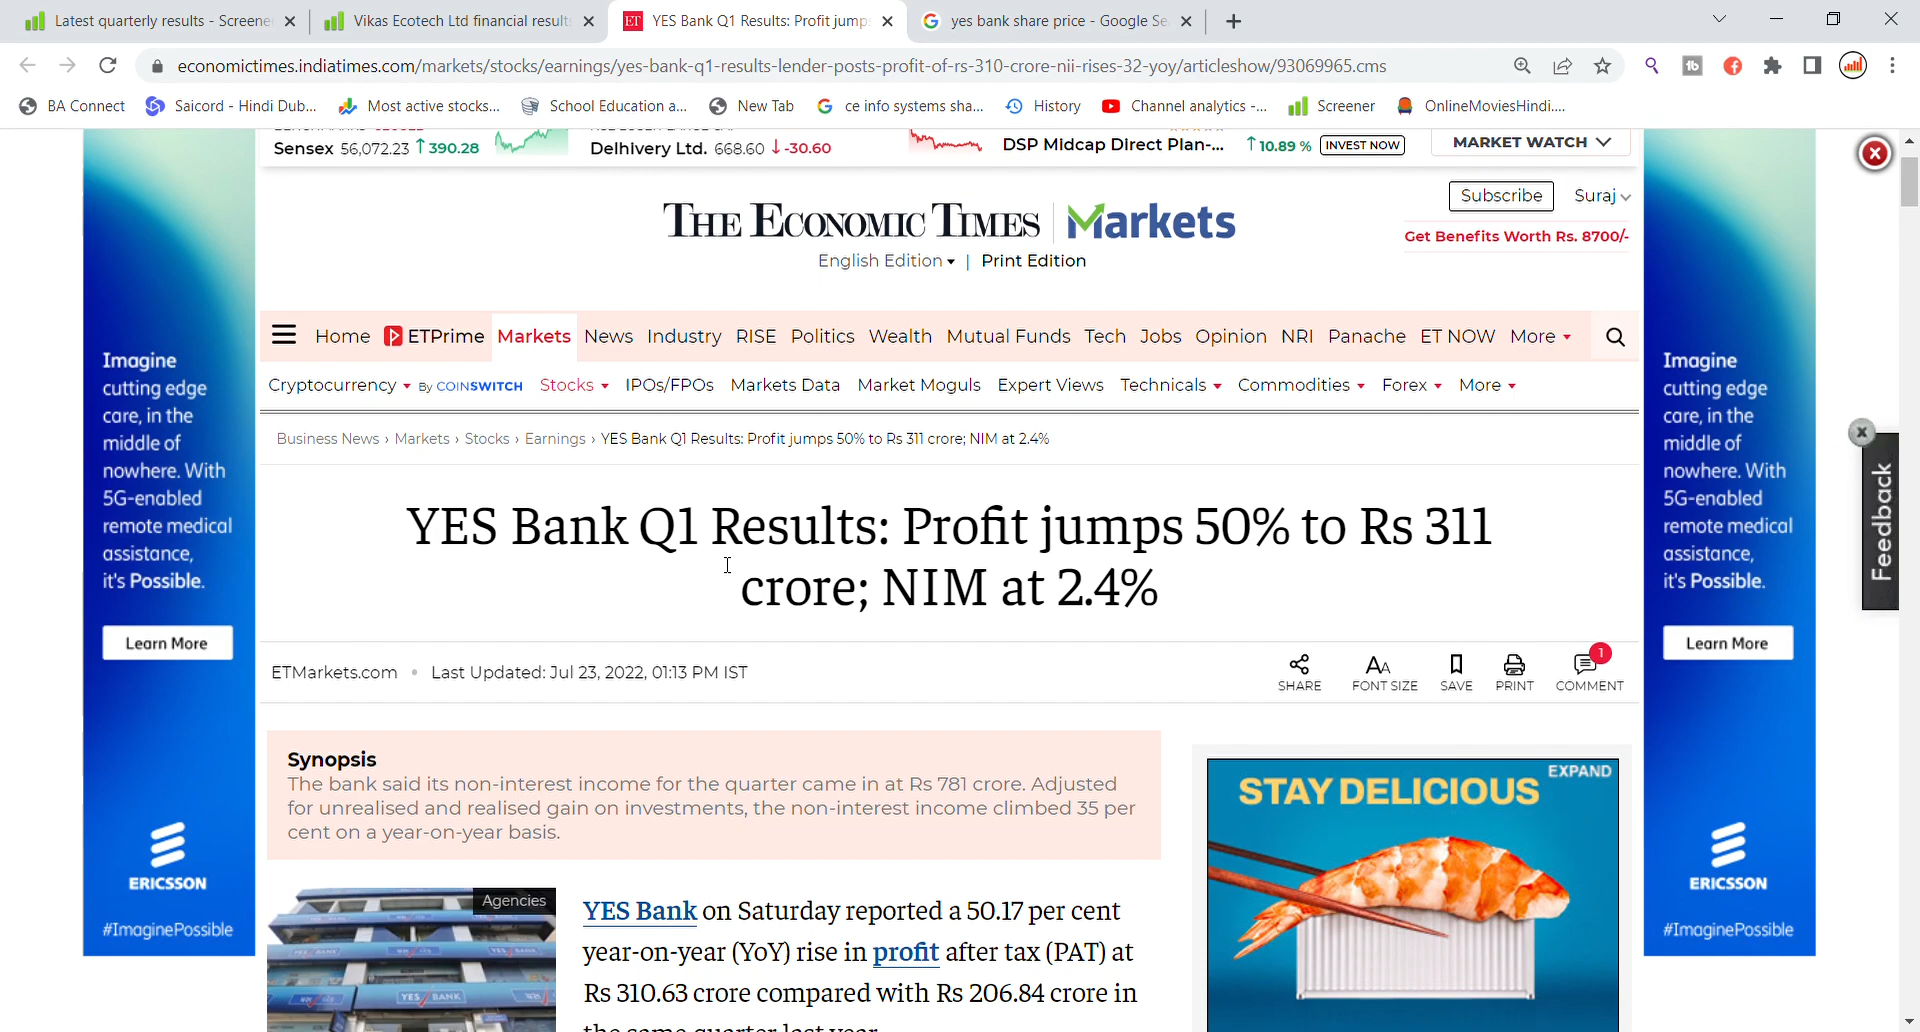 Latest quarterly results - Screene
Vikas Ecotech Ltd financial result
ET YES Bank Q1 Results: Profit jump
yes bank share price - Google Se
economictimes.indiatimes.com/markets/stocks/earnings/yes-bank-q1-results-lender-posts-profit-of-rs-310-crore-nii-rises-32-yoy/articleshow/93069965.cms
BA Connect
Saicord - Hindi Dub...
Most active stocks...
School Education a...
New Tab
ce info systems sha...
History
Channel analytics -...
Screener
OnlineMoviesHindi....
Sensex 56,072.23 ↑ 390.28
Delhivery Ltd. 668.60 ↓ -30.60
DSP Midcap Direct Plan-... ↑ 10.89 % INVEST NOW
MARKET WATCH
THE ECONOMIC TIMES | Markets
English Edition | Print Edition
Subscribe Suraj
Get Benefits Worth Rs. 8700/-
Home ETPrime Markets News Industry RISE Politics Wealth Mutual Funds Tech Jobs Opinion NRI Panache ET NOW More
Cryptocurrency By COINSWITCH Stocks IPOs/FPOs Markets Data Market Moguls Expert Views Technicals Commodities Forex More
Business News › Markets › Stocks › Earnings › YES Bank Q1 Results: Profit jumps 50% to Rs 311 crore; NIM at 2.4%
YES Bank Q1 Results: Profit jumps 50% to Rs 311
crore; NIM at 2.4%
ETMarkets.com • Last Updated: Jul 23, 2022, 01:13 PM IST
SHARE
FONT SIZE
SAVE
PRINT
1
COMMENT
Synopsis
The bank said its non-interest income for the quarter came in at Rs 781 crore. Adjusted
for unrealised and realised gain on investments, the non-interest income climbed 35 per
cent on a year-on-year basis.
Agencies
YES BANK
YES Bank on Saturday reported a 50.17 per cent
year-on-year (YoY) rise in profit after tax (PAT) at
Rs 310.63 crore compared with Rs 206.84 crore in
the same quarter last year
EXPAND
STAY DELICIOUS
Imagine
cutting edge
care, in the
middle of
nowhere. With
5G-enabled
remote medical
assistance,
it's Possible.
Learn More
ERICSSON
#ImaginePossible
Imagine
cutting edge
care, in the
middle of
nowhere. With
5G-enabled
remote medical
assistance,
it's Possible.
Learn More
ERICSSON
#ImaginePossible
Feedback